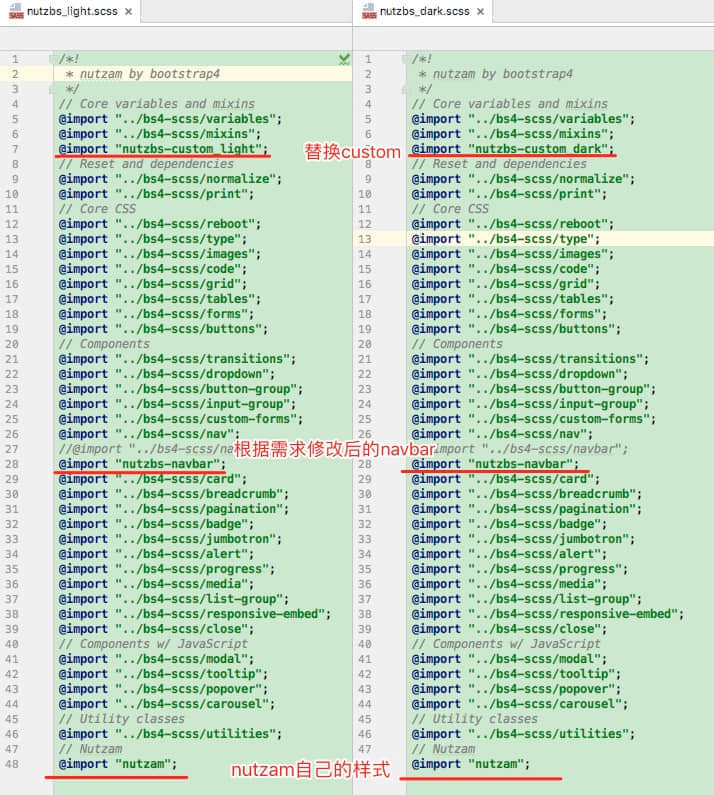 nutzbs_light.scss ×
1 /*!
2 * nutzam by bootstrap4
3 */
4 // Core variables and mixins
5 @import "../bs4-scss/variables";
6 @import "../bs4-scss/mixins";
7 @import "nutzbs-custom_light";
8 // Reset and dependencies
9 @import "../bs4-scss/normalize";
10 @import "../bs4-scss/print";
11 // Core CSS
12 @import "../bs4-scss/reboot";
13 @import "../bs4-scss/type";
14 @import "../bs4-scss/images";
15 @import "../bs4-scss/code";
16 @import "../bs4-scss/grid";
17 @import "../bs4-scss/tables";
18 @import "../bs4-scss/forms";
19 @import "../bs4-scss/buttons";
20 // Components
21 @import "../bs4-scss/transitions";
22 @import "../bs4-scss/dropdown";
23 @import "../bs4-scss/button-group";
24 @import "../bs4-scss/input-group";
25 @import "../bs4-scss/custom-forms";
26 @import "../bs4-scss/nav";
27 //@import "../bs4-scss/na
28 @import "nutzbs-navbar";
29 @import "../bs4-scss/card";
30 @import "../bs4-scss/breadcrumb";
31 @import "../bs4-scss/pagination";
32 @import "../bs4-scss/badge";
33 @import "../bs4-scss/jumbotron";
34 @import "../bs4-scss/alert";
35 @import "../bs4-scss/progress";
36 @import "../bs4-scss/media";
37 @import "../bs4-scss/list-group";
38 @import "../bs4-scss/responsive-embed";
39 @import "../bs4-scss/close";
40 // Components w/ JavaScript
41 @import "../bs4-scss/modal";
42 @import "../bs4-scss/tooltip";
43 @import "../bs4-scss/popover";
44 @import "../bs4-scss/carousel";
45 // Utility classes
46 @import "../bs4-scss/utilities";
47 // Nutzam
48 @import "nutzam";
替换custom
根据需求修改后的navbar
nutzam自己的样式
nutzbs_dark.scss ×
1 /*!
2 * nutzam by bootstrap4
3 */
4 // Core variables and mixins
5 @import "../bs4-scss/variables";
6 @import "../bs4-scss/mixins";
7 @import "nutzbs-custom_dark";
8 // Reset and dependencies
9 @import "../bs4-scss/normalize";
10 @import "../bs4-scss/print";
11 // Core CSS
12 @import "../bs4-scss/reboot";
13 @import "../bs4-scss/type";
14 @import "../bs4-scss/images";
15 @import "../bs4-scss/code";
16 @import "../bs4-scss/grid";
17 @import "../bs4-scss/tables";
18 @import "../bs4-scss/forms";
19 @import "../bs4-scss/buttons";
20 // Components
21 @import "../bs4-scss/transitions";
22 @import "../bs4-scss/dropdown";
23 @import "../bs4-scss/button-group";
24 @import "../bs4-scss/input-group";
25 @import "../bs4-scss/custom-forms";
26 @import "../bs4-scss/nav";
import "../bs4-scss/navbar";
28 @import "nutzbs-navbar";
29 @import "../bs4-scss/card";
30 @import "../bs4-scss/breadcrumb";
31 @import "../bs4-scss/pagination";
32 @import "../bs4-scss/badge";
33 @import "../bs4-scss/jumbotron";
34 @import "../bs4-scss/alert";
35 @import "../bs4-scss/progress";
36 @import "../bs4-scss/media";
37 @import "../bs4-scss/list-group";
38 @import "../bs4-scss/responsive-embed";
39 @import "../bs4-scss/close";
40 // Components w/ JavaScript
41 @import "../bs4-scss/modal";
42 @import "../bs4-scss/tooltip";
43 @import "../bs4-scss/popover";
44 @import "../bs4-scss/carousel";
45 // Utility classes
46 @import "../bs4-scss/utilities";
47 // Nutzam
48 @import "nutzam";